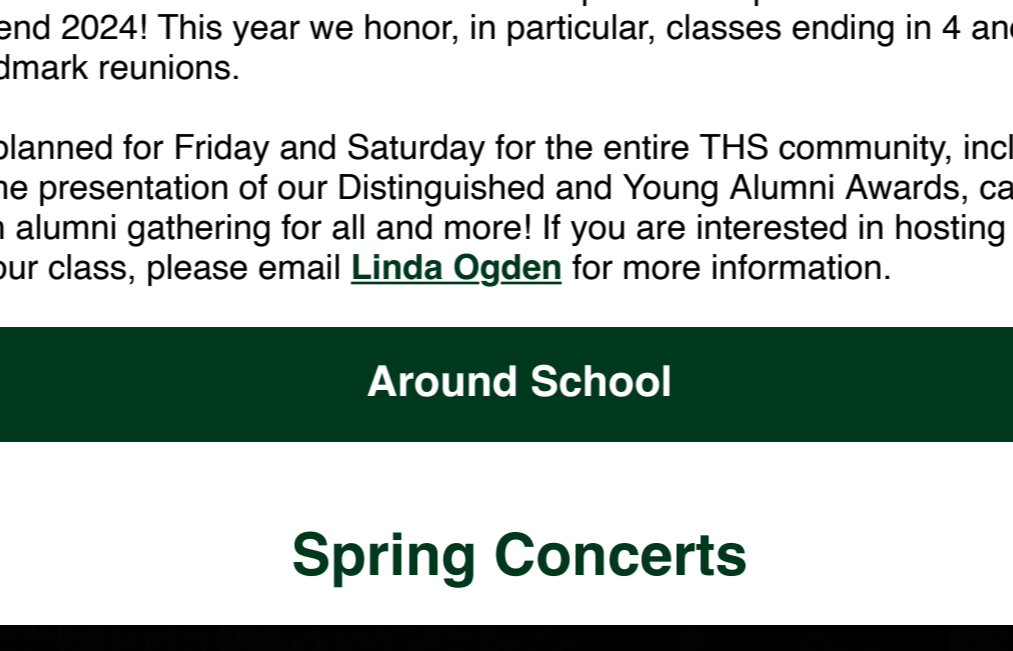 end 2024! This year we honor, in particular, classes ending in 4 and
dmark reunions.
planned for Friday and Saturday for the entire THS community, incl
he presentation of our Distinguished and Young Alumni Awards, ca
alumni gathering for all and more! If you are interested in hosting
our class, please email Linda Ogden for more information.
Around School
Spring Concerts